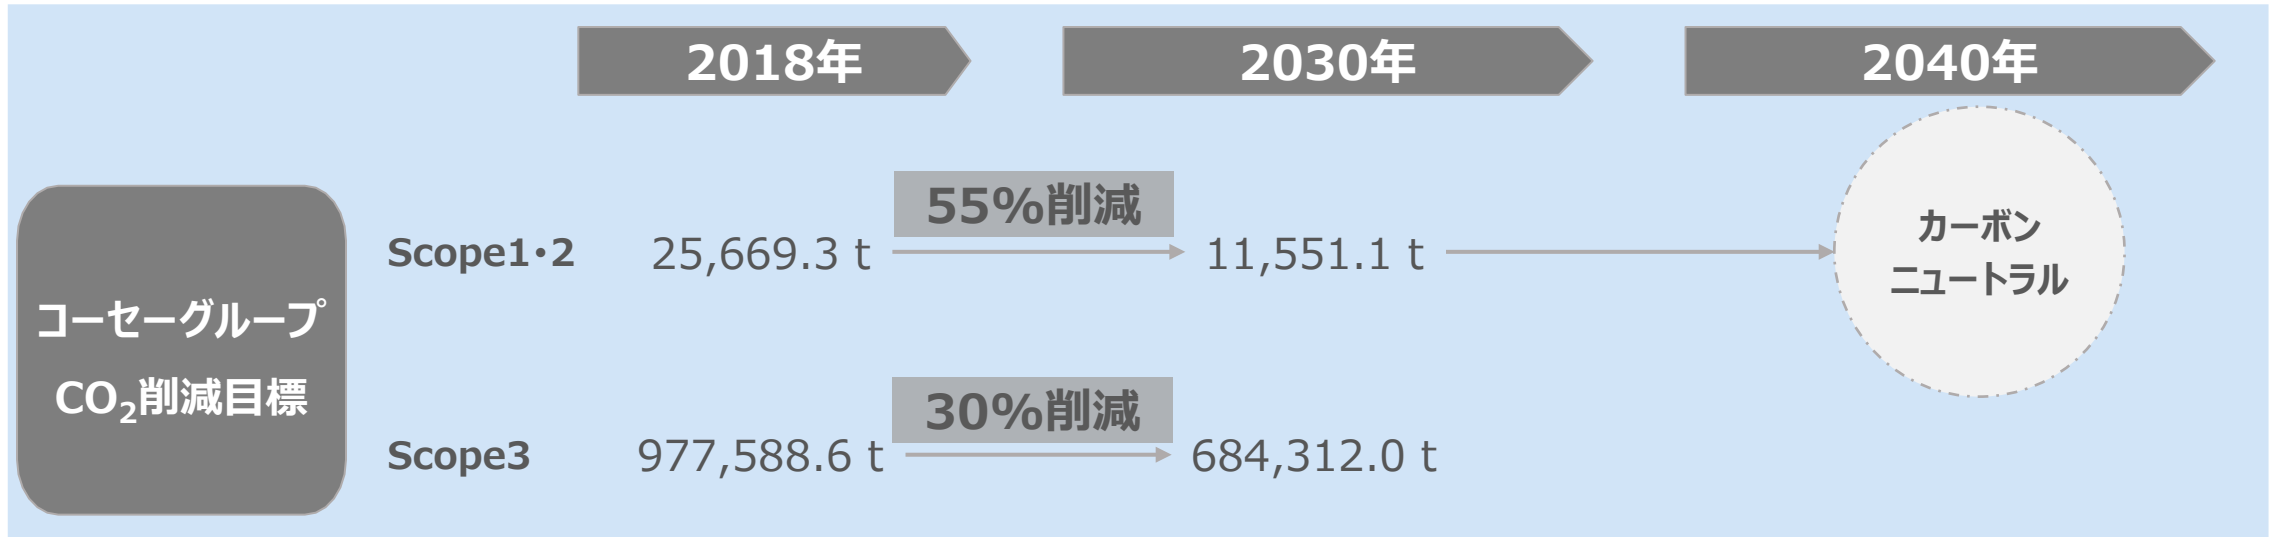 2018年
2030年
2040年
コーセーグループ
CO₂削減目標
Scope1・2
25,669.3 t
55%削減
11,551.1 t
カーボン
ニュートラル
Scope3
977,588.6 t
30%削減
684,312.0 t